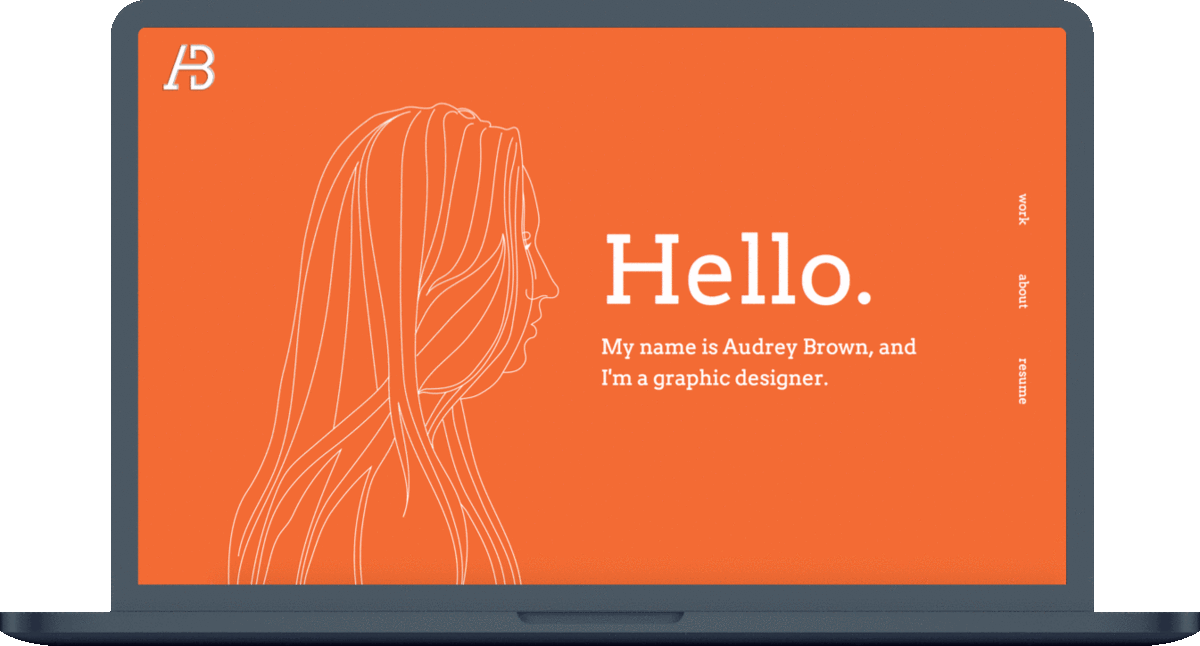 AB
Hello.
My name is Audrey Brown, and
I'm a graphic designer.
work
about
resume